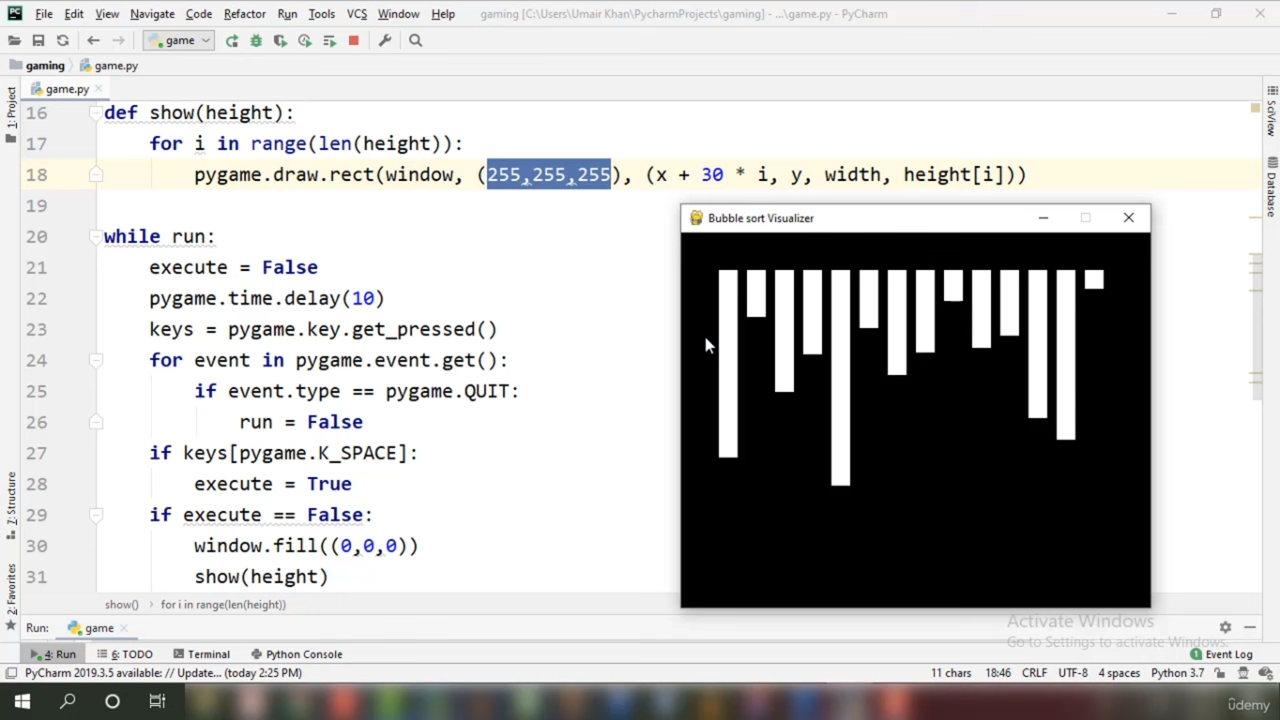 PC File Edit View Navigate Code Refactor Run Tools VCS Window Help gaming [C:\Users\Umair Khan\PycharmProjects\gaming] - ...\game.py - PyCharm
game
gaming game.py
game.py
1: Project
SciView
Database
16 def show(height):
17 for i in range(len(height)):
18 pygame.draw.rect(window, (255,255,255), (x + 30 * i, y, width, height[i]))
19
20 while run:
21 execute = False
22 pygame.time.delay(10)
23 keys = pygame.key.get_pressed()
24 for event in pygame.event.get():
25 if event.type == pygame.QUIT:
26 run = False
27 if keys[pygame.K_SPACE]:
28 execute = True
29 if execute == False:
30 window.fill((0,0,0))
31 show(height)
Bubble sort Visualizer
Z: Structure
2: Favorites
show() for i in range(len(height))
Activate Windows
Go to Settings to activate Windows.
Run: game
4: Run 6: TODO Terminal Python Console 1 Event Log
PyCharm 2019.3.5 available: // Update... (today 2:25 PM) 11 chars 18:46 CRLF UTF-8 4 spaces Python 3.7
ûdemy